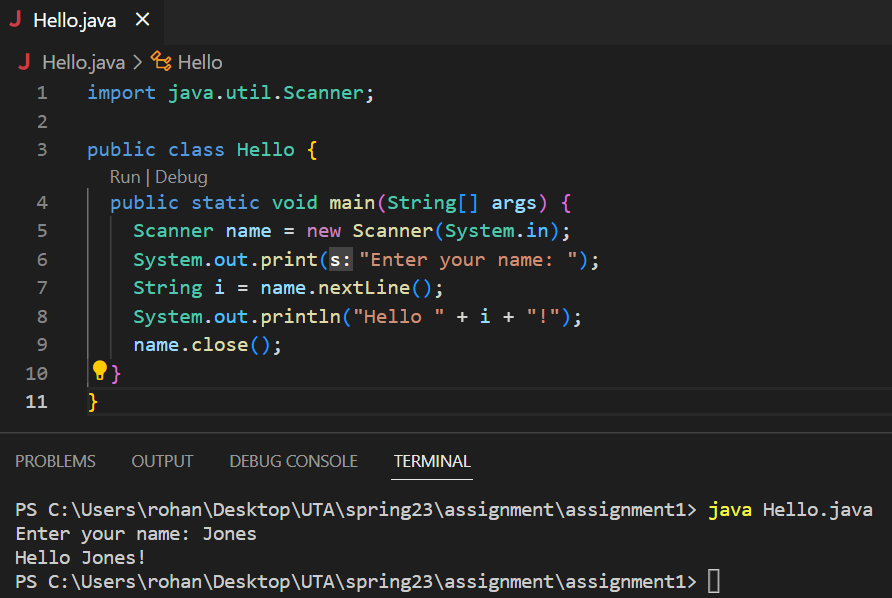 Hello.java
Hello.java > Hello
1 import java.util.Scanner;
2
3 public class Hello {
Run | Debug
4 public static void main(String[] args) {
5 Scanner name = new Scanner(System.in);
6 System.out.print(s: "Enter your name: ");
7 String i = name.nextLine();
8 System.out.println("Hello " + i + "!");
9 name.close();
10 }
11 }
PROBLEMS OUTPUT DEBUG CONSOLE TERMINAL
PS C:\Users\rohan\Desktop\UTA\spring23\assignment\assignment1> java Hello.java
Enter your name: Jones
Hello Jones!
PS C:\Users\rohan\Desktop\UTA\spring23\assignment\assignment1>